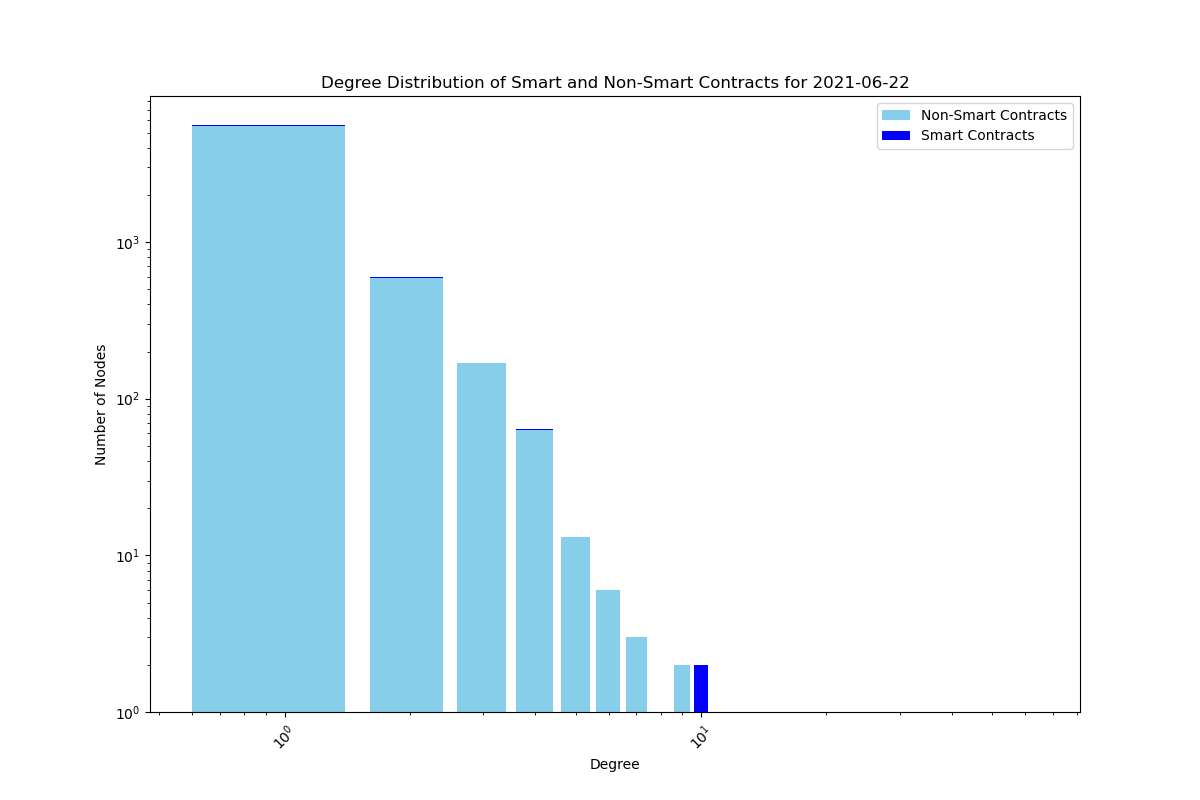 Degree Distribution of Smart and Non-Smart Contracts for 2021-06-22
Non-Smart Contracts
Smart Contracts
Number of Nodes
10³
10²
10¹
10⁰
10⁰
10¹
Degree